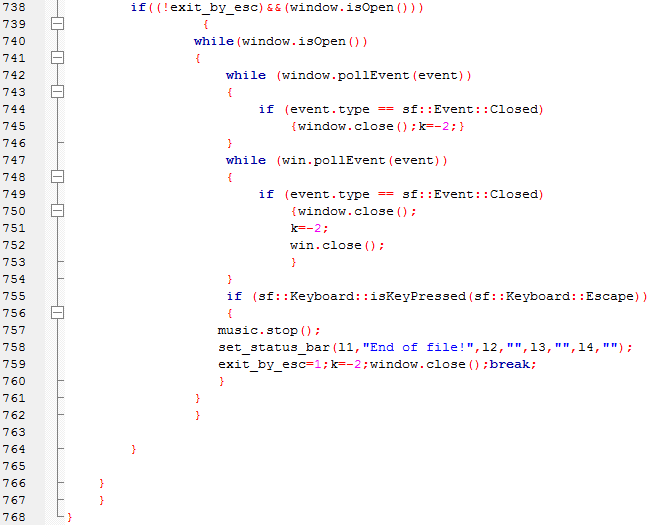 738 if((!exit_by_esc)&&(window.isOpen()))
739 {
740 while(window.isOpen())
741 {
742 while (window.pollEvent(event))
743 {
744 if (event.type == sf::Event::Closed)
745 {window.close();k=-2;}
746 }
747 while (win.pollEvent(event))
748 {
749 if (event.type == sf::Event::Closed)
750 {window.close();
751 k=-2;
752 win.close();
753 }
754 }
755 if (sf::Keyboard::isKeyPressed(sf::Keyboard::Escape))
756 {
757 music.stop();
758 set_status_bar(l1,"End of file!",l2,"",l3,"",l4,"");
759 exit_by_esc=1;k=-2;window.close();break;
760 }
761 }
762 }
763
764 }
765
766 }
767 }
768 }